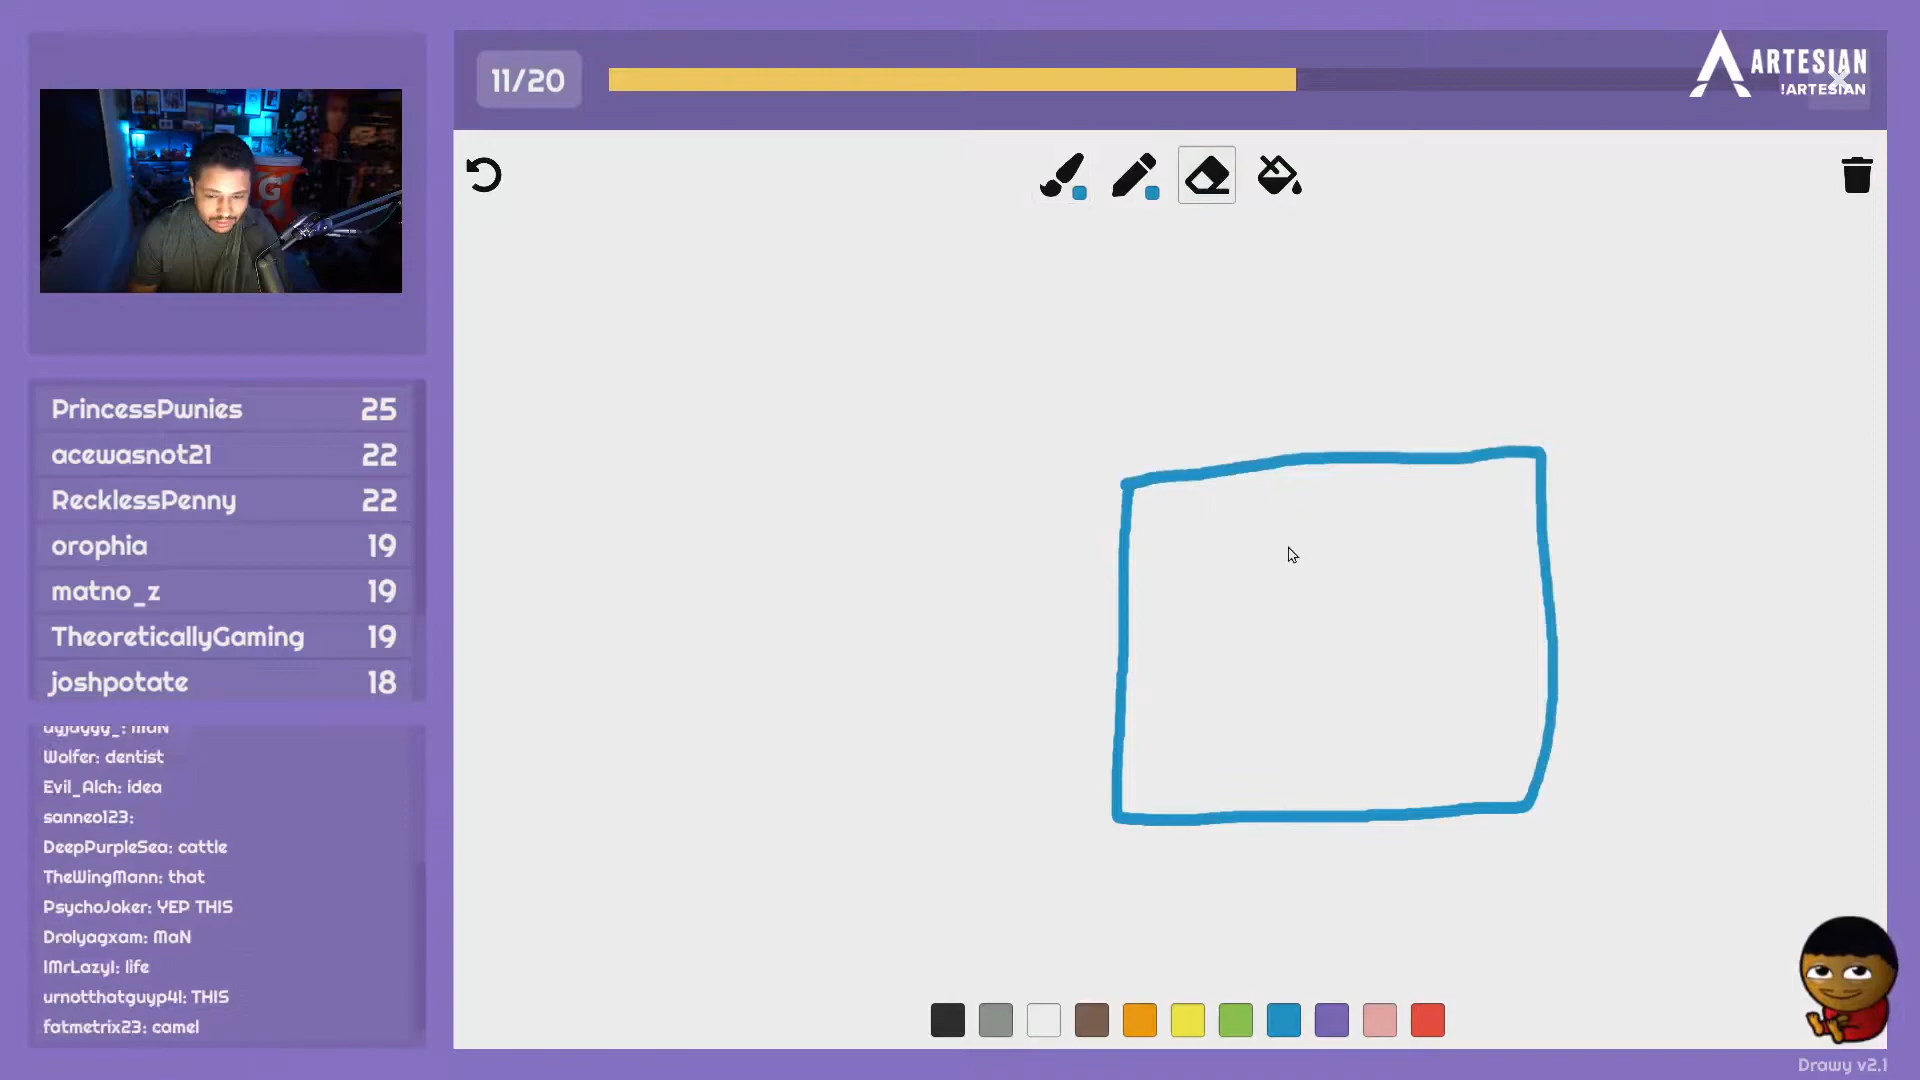 11/20
ARTESIAN
!ARTESIAN
G
PrincessPwnies 25
acewasnot21 22
RecklessPenny 22
orophia 19
matno_z 19
TheoreticallyGaming 19
joshpotate 18
Wolfer: dentist
Evil_Alch: idea
sanneo123:
DeepPurpleSea: cattle
TheWingMann: that
PsychoJoker: YEP THIS
Drolyagxam: MaN
lMrLazyl: life
urnotthatguyp41: THIS
fatmetrix23: camel
Drawy v2.1